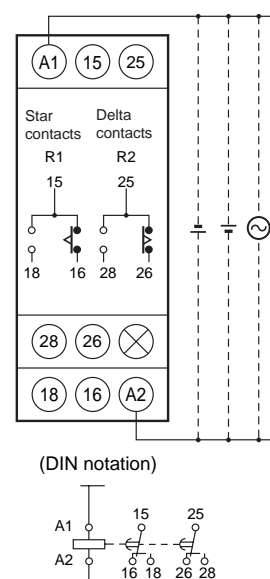 A1 15 25
Star contacts Delta contacts
R1 R2
15 25
18 16 28 26
28 26
18 16 A2
(DIN notation)
15 25
A1
A2
16 18 26 28